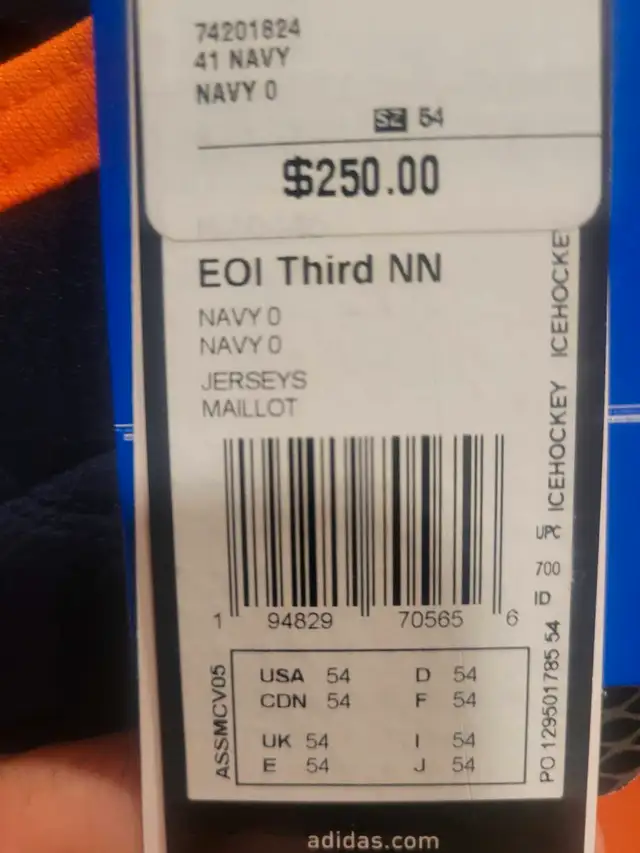 74201624
41 NAVY
NAVY 0
SZ 54
$250.00
EOI Third NN
NAVY 0
NAVY 0
JERSEYS
MAILLOT
1 94829 70565 6
ICEHOCKEY ICEHOCKE
UPC
700
ID
PO 129501785 54
ASSMCV05
USA 54 D 54
CDN 54 F 54
UK 54 I 54
E 54 J 54
adidas.com